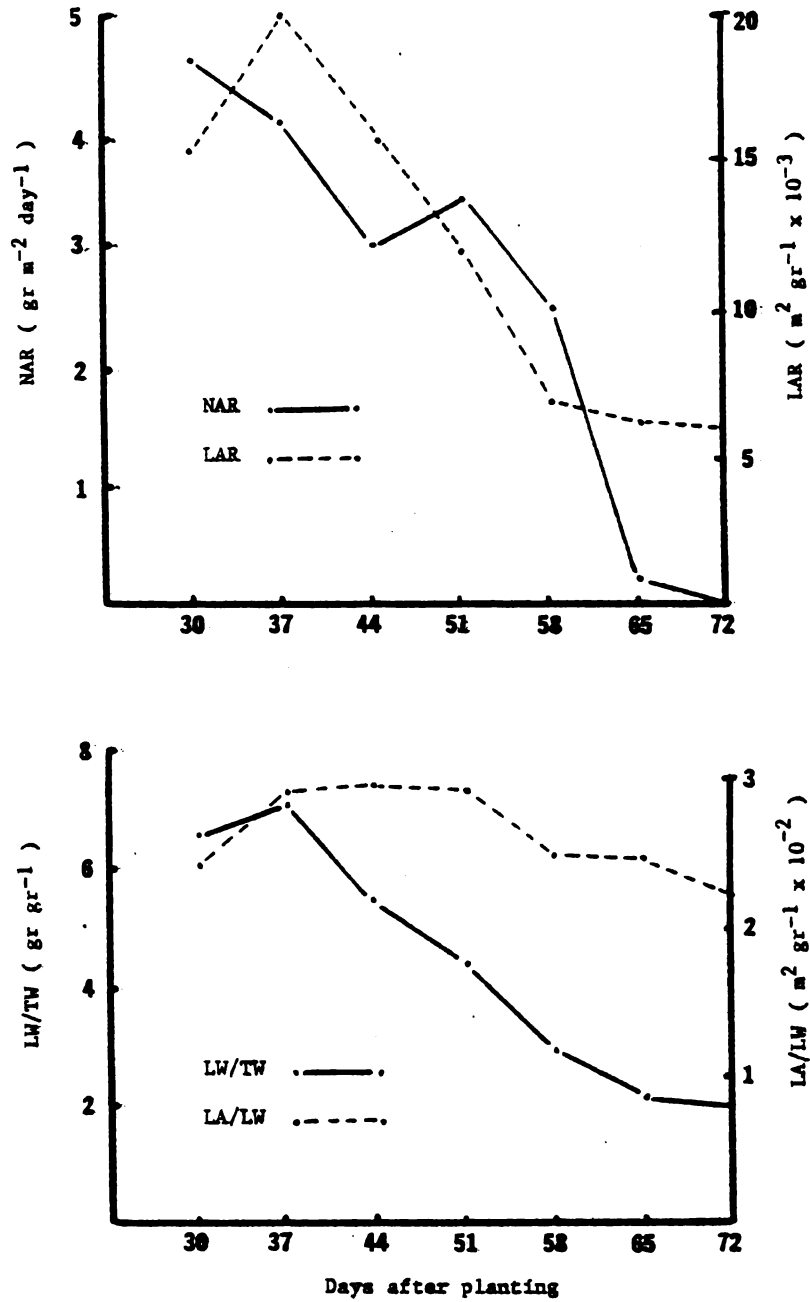 5
4
3
2
1
NAR ( gr m⁻² day⁻¹ )
20
15
10
5
LAR ( m² gr⁻¹ x 10⁻³ )
NAR
LAR
30 37 44 51 58 65 72
8
6
4
2
LW/TW ( gr gr⁻¹ )
3
2
1
LA/LW ( m² gr⁻¹ x 10⁻² )
LW/TW
LA/LW
30 37 44 51 58 65 72
Days after planting